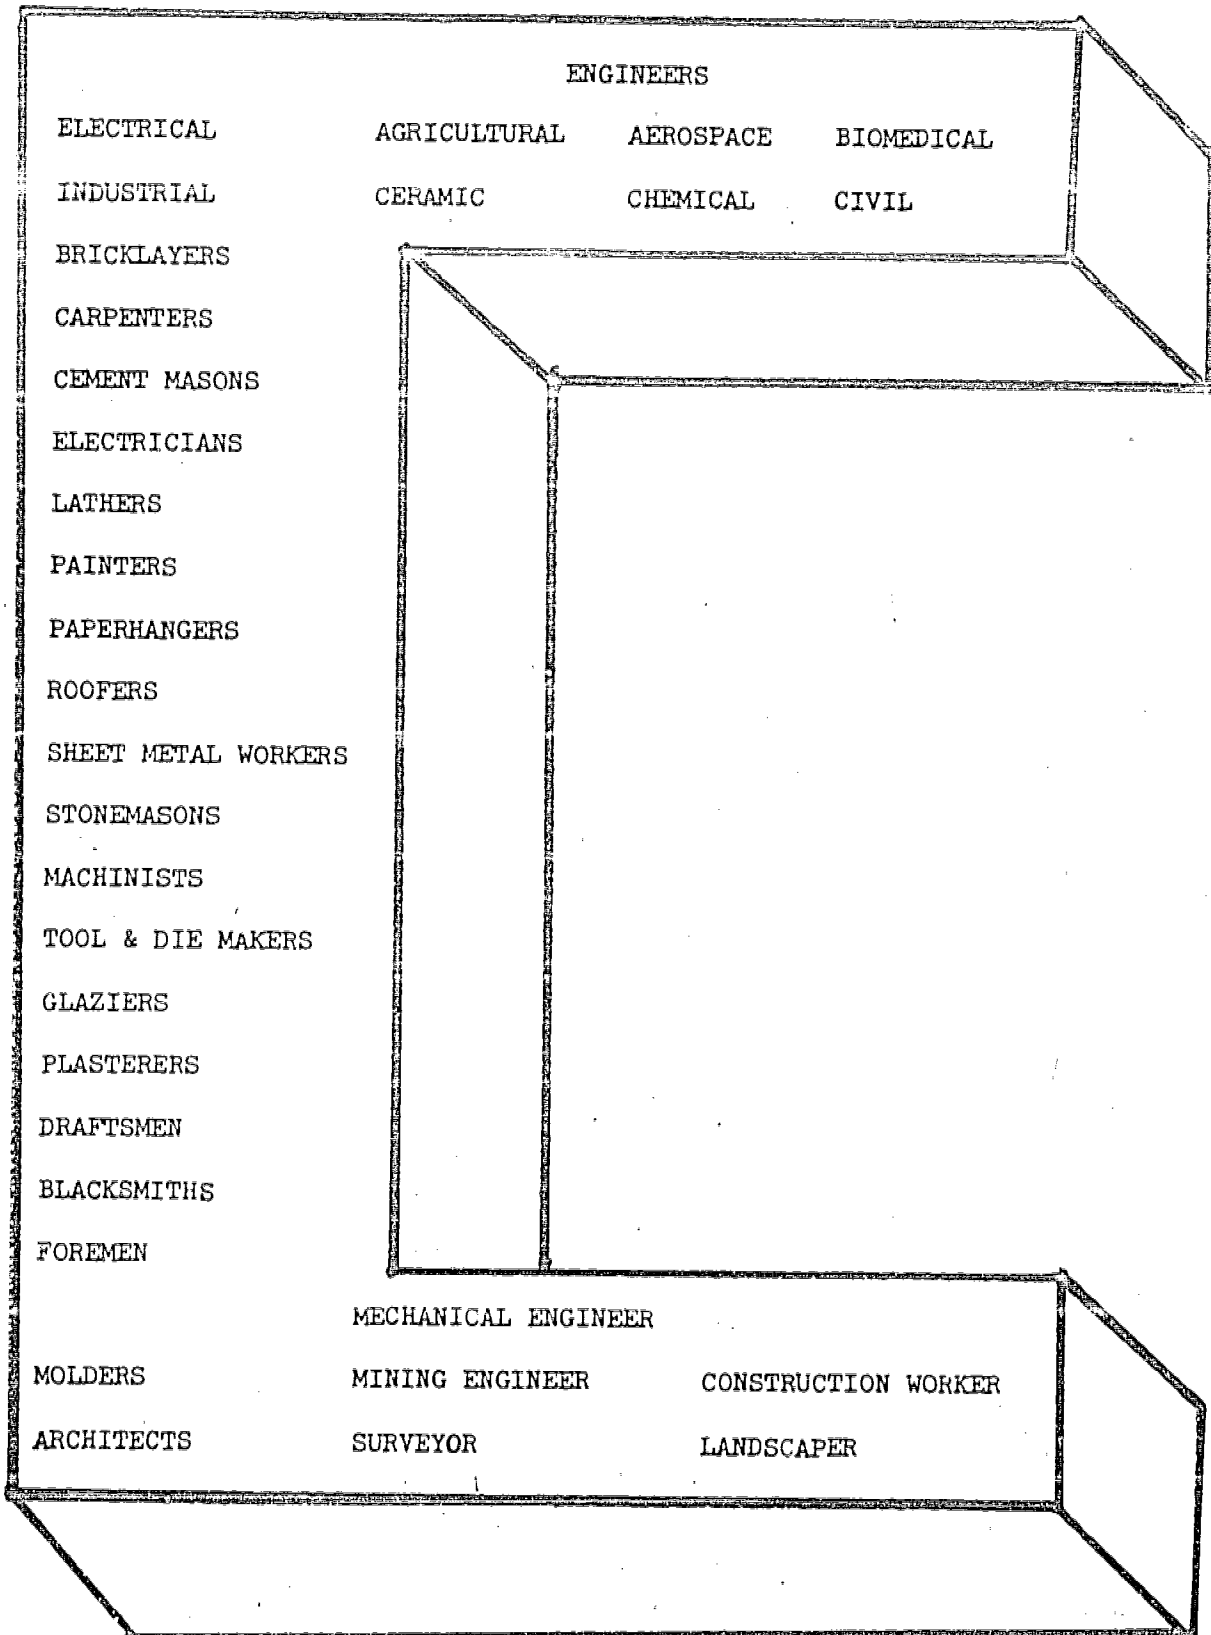 ENGINEERS
ELECTRICAL AGRICULTURAL AEROSPACE BIOMEDICAL
INDUSTRIAL CERAMIC CHEMICAL CIVIL
BRICKLAYERS
CARPENTERS
CEMENT MASONS
ELECTRICIANS
LATHERS
PAINTERS
PAPERHANGERS
ROOFERS
SHEET METAL WORKERS
STONEMASONS
MACHINISTS
TOOL & DIE MAKERS
GLAZIERS
PLASTERERS
DRAFTSMEN
BLACKSMITHS
FOREMEN
MECHANICAL ENGINEER
MOLDERS MINING ENGINEER CONSTRUCTION WORKER
ARCHITECTS SURVEYOR LANDSCAPER